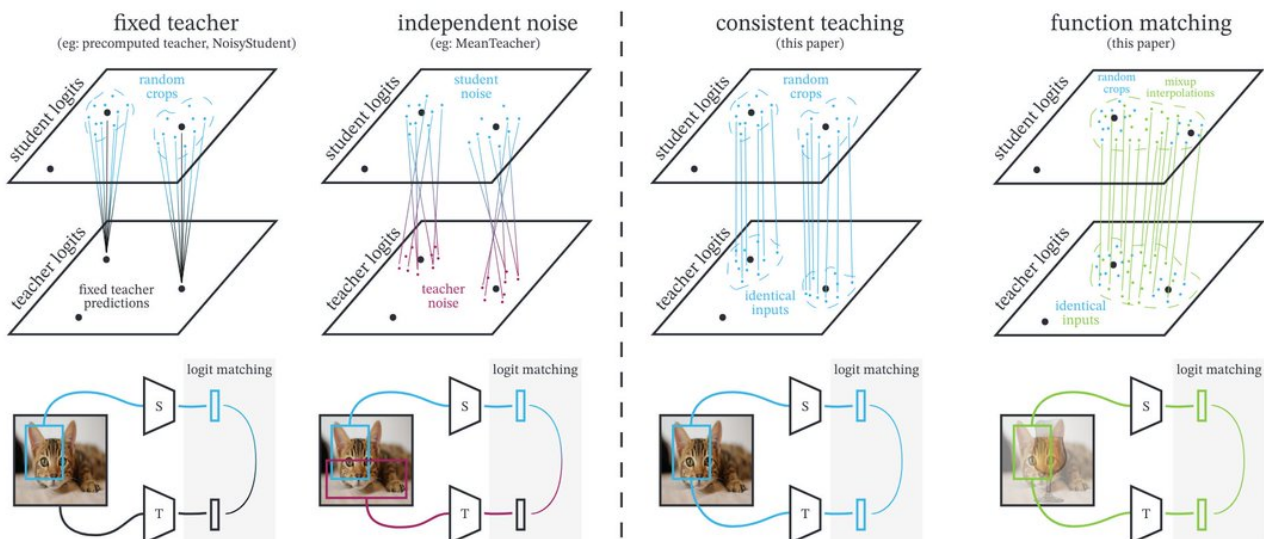 fixed teacher
(eg: precomputed teacher, NoisyStudent)
student logits
random
crops
teacher logits
fixed teacher
predictions
logit matching
S
T
independent noise
(eg: MeanTeacher)
student logits
student
noise
teacher logits
teacher
noise
logit matching
S
T
consistent teaching
(this paper)
student logits
random
crops
teacher logits
identical
inputs
logit matching
S
T
function matching
(this paper)
student logits
random
crops
mixup
interpolations
teacher logits
identical
inputs
logit matching
S
T